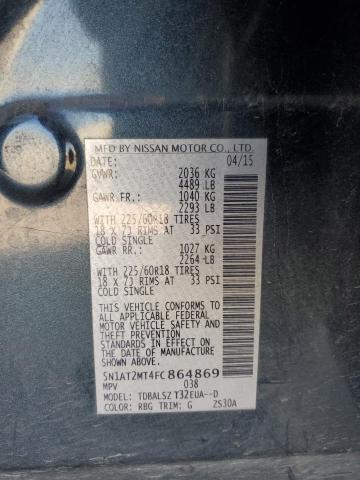 MFD BY NISSAN MOTOR CO., LTD.
DATE: 04/15
GVWR: 2036 KG
4489 LB
GAWR FR.: 1040 KG
2293 LB
WITH 225/60R18 TIRES
18 X 7J RIMS AT 33 PSI
COLD SINGLE
GAWR RR.: 1027 KG
2264 LB
WITH 225/60R18 TIRES
18 X 7J RIMS AT 33 PSI
COLD SINGLE
THIS VEHICLE CONFORMS TO
ALL APPLICABLE FEDERAL
MOTOR VEHICLE SAFETY, BUMPER
AND THEFT PREVENTION
STANDARDS IN EFFECT ON THE
DATE OF MANUFACTURE
SHOWN ABOVE.
5N1AT2MT4FC864869
MPV 038
MODEL: TDBALSZ T32EUA--D
COLOR: RBG TRIM: G ZS30A